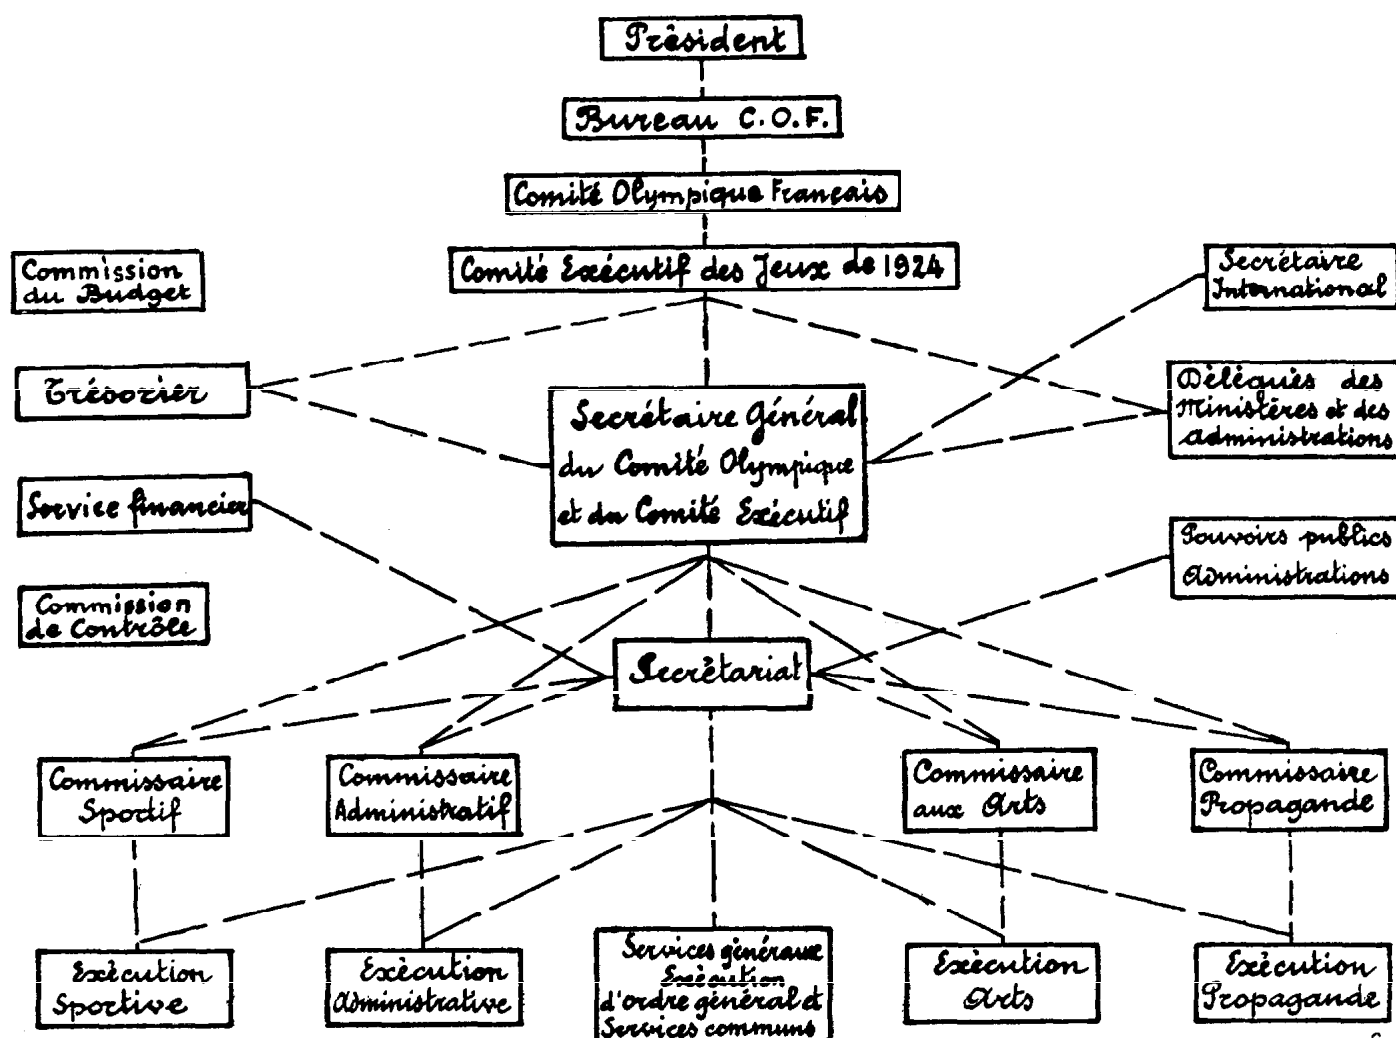 Président
Bureau C.O.F.
Comité Olympique Français
Comité Exécutif des Jeux de 1924
Commission
du Budget
Secrétaire
International
Trésorier
Secrétaire Général
du Comité Olympique
et du Comité Exécutif
Délégués des
Ministères et des
Administrations
Service financier
Pouvoirs publics
Administrations
Commission
de Contrôle
Secrétariat
Commissaire
Sportif
Commissaire
Administratif
Commissaire
aux Arts
Commissaire
Propagande
Exécution
Sportive
Exécution
Administrative
Services généraux
Exécution
d'ordre général et
Services communs
Exécution
Arts
Exécution
Propagande